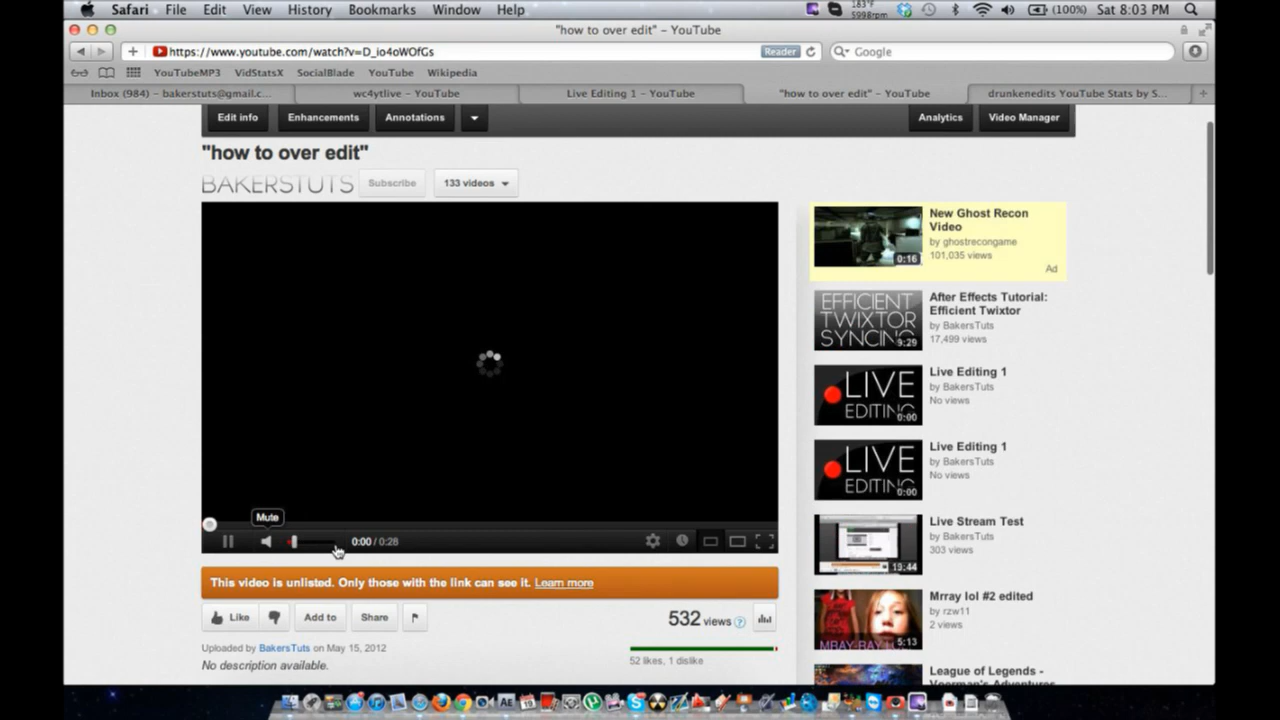 Safari File Edit View History Bookmarks Window Help
183°F
5998rpm
(100%) Sat 8:03 PM
"how to over edit" – YouTube
https://www.youtube.com/watch?v=D_io4oWOfGs
Reader
Google
YouTubeMP3 VidStatsX SocialBlade YouTube Wikipedia
Inbox (984) – bakerstuts@gmail.c...
wc4ytlive – YouTube
Live Editing 1 – YouTube
"how to over edit" – YouTube
drunkenedits YouTube Stats by S...
Edit info
Enhancements
Annotations
Analytics
Video Manager
"how to over edit"
BAKERSTUTS
Subscribe
133 videos
Mute
0:00 / 0:28
This video is unlisted. Only those with the link can see it. Learn more
Like
Add to
Share
532 views
Uploaded by BakersTuts on May 15, 2012
No description available.
52 likes, 1 dislike
0:16
New Ghost Recon
Video
by ghostrecongame
101,035 views
Ad
EFFICIENT
TWIXTOR
SYNCING
9:29
After Effects Tutorial:
Efficient Twixtor
by BakersTuts
17,499 views
LIVE
EDITING
0:00
Live Editing 1
by BakersTuts
No views
LIVE
EDITING
0:00
Live Editing 1
by BakersTuts
No views
19:44
Live Stream Test
by BakersTuts
303 views
5:13
Mrray lol #2 edited
by rzw11
2 views
League of Legends -